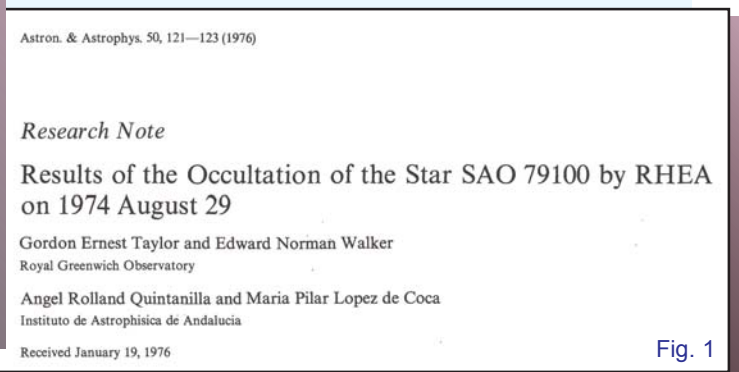 Astron. & Astrophys. 50, 121—123 (1976)
Research Note
Results of the Occultation of the Star SAO 79100 by RHEA
on 1974 August 29
Gordon Ernest Taylor and Edward Norman Walker
Royal Greenwich Observatory
Angel Rolland Quintanilla and Maria Pilar Lopez de Coca
Instituto de Astrophisica de Andalucia
Received January 19, 1976
Fig. 1